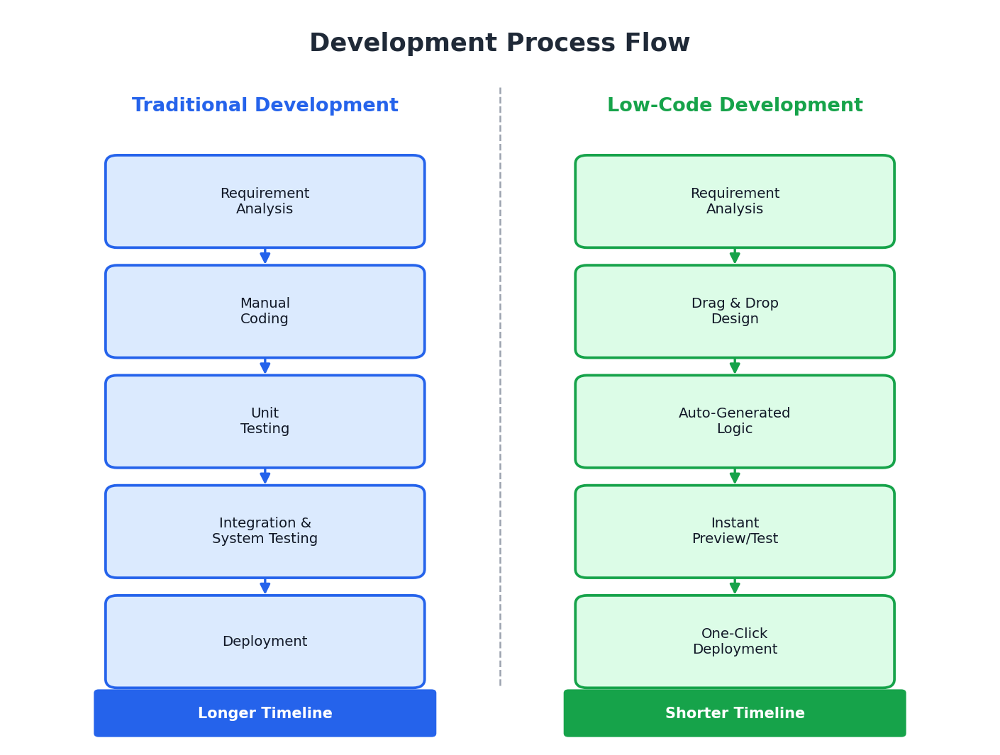 Development Process Flow
Traditional Development
Requirement
Analysis
Manual
Coding
Unit
Testing
Integration &
System Testing
Deployment
Longer Timeline
Low-Code Development
Requirement
Analysis
Drag & Drop
Design
Auto-Generated
Logic
Instant
Preview/Test
One-Click
Deployment
Shorter Timeline